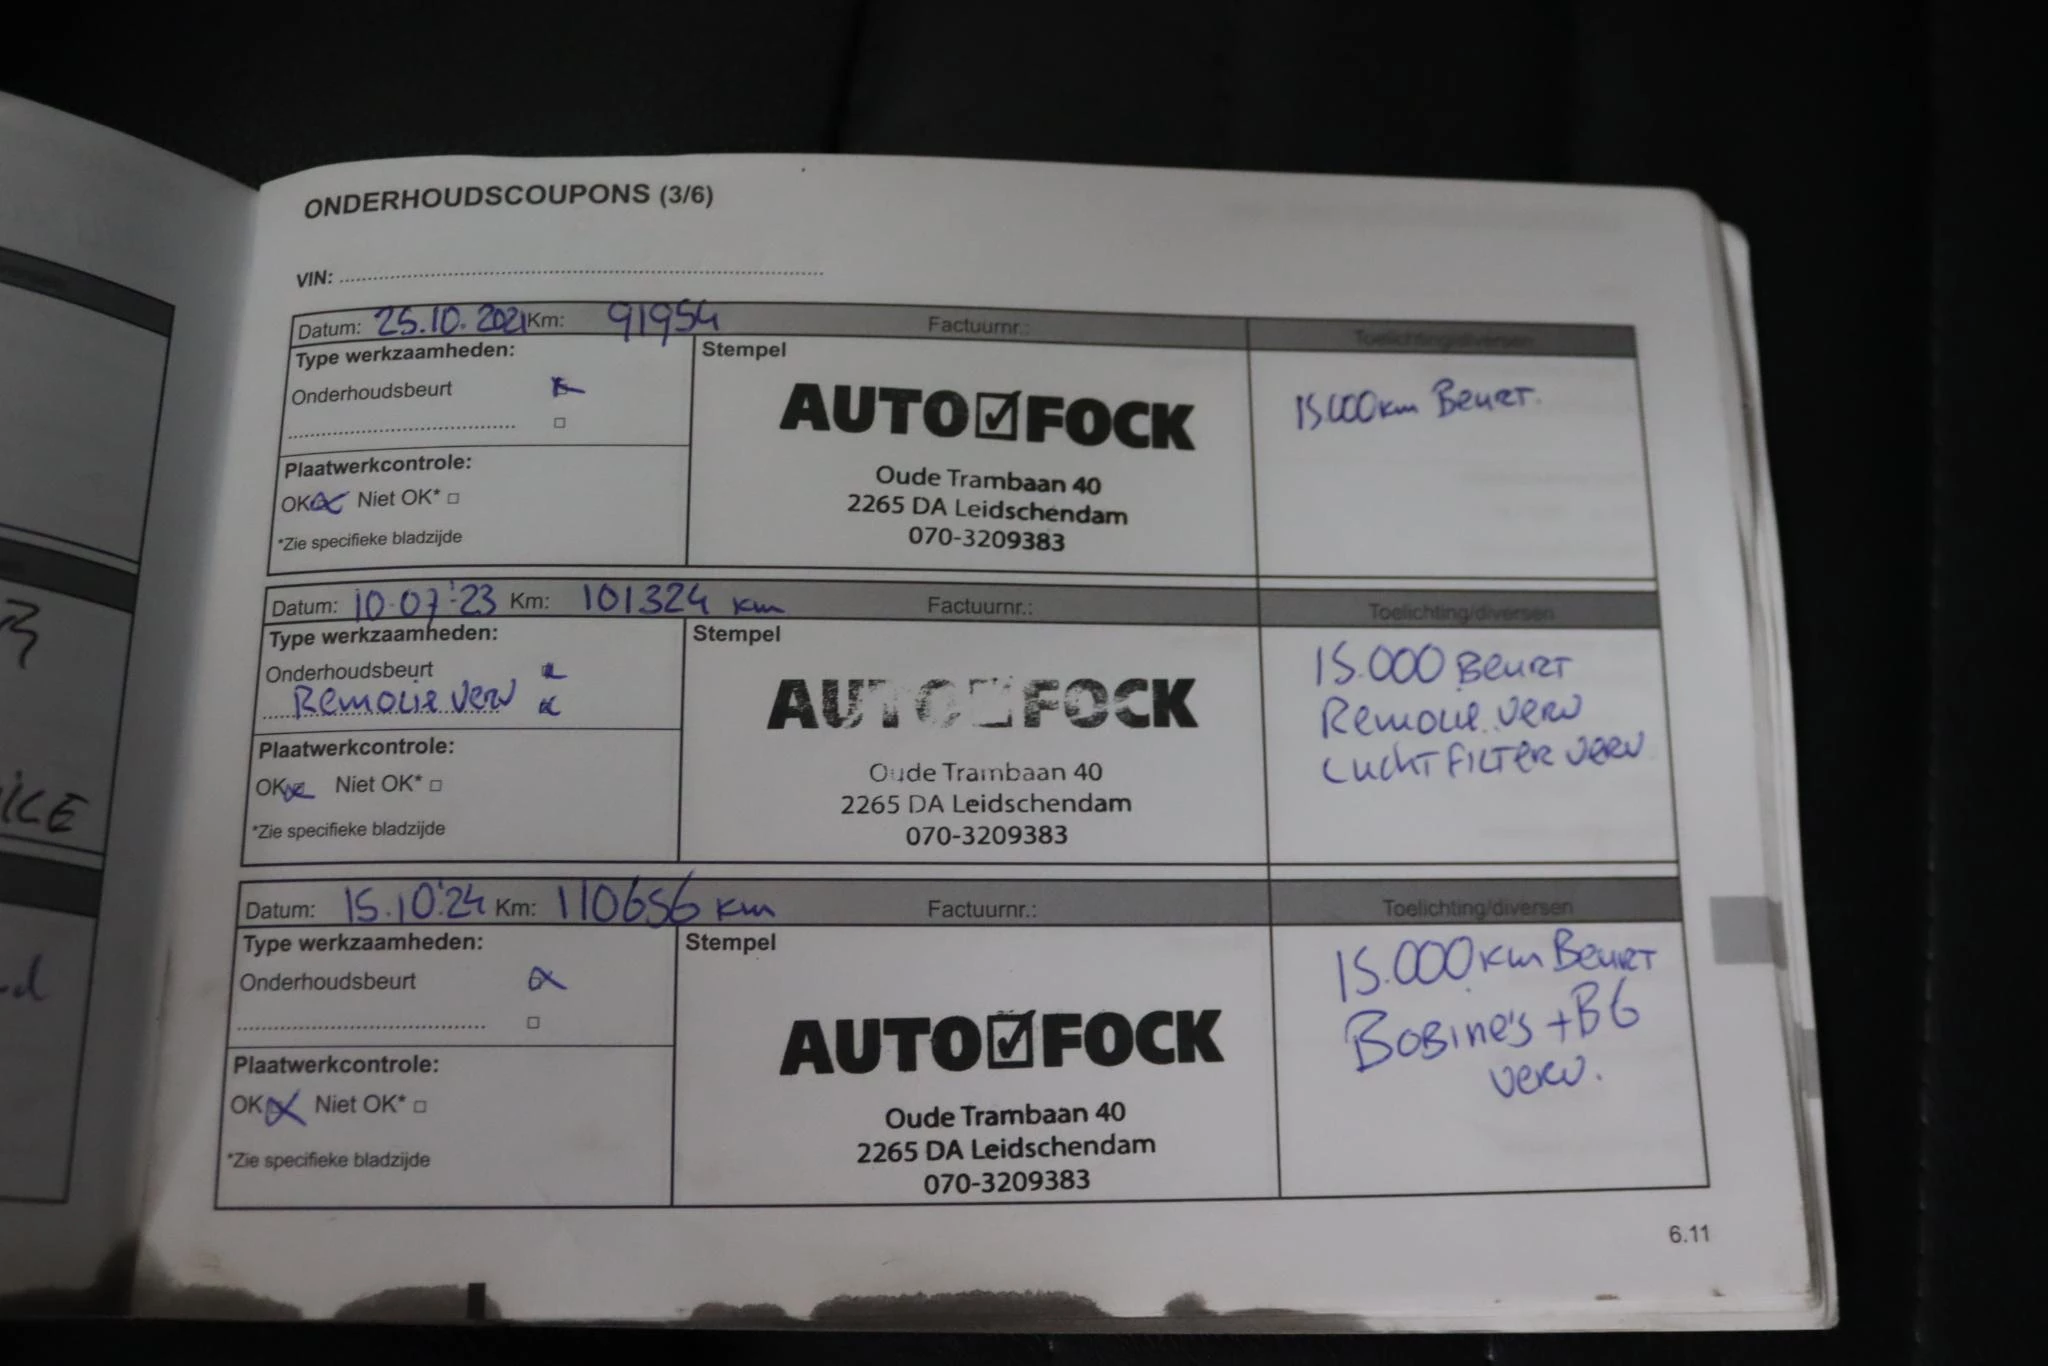 ONDERHOUDSCOUPONS (3/6)
VIN:
Datum: 25.10.2021 Km: 91954 Factuurnr.: Toelichting/diversen
Type werkzaamheden:
Onderhoudsbeurt
Plaatwerkcontrole:
OK Niet OK* □
*Zie specifieke bladzijde
Stempel
AUTO FOCK
Oude Trambaan 40
2265 DA Leidschendam
070-3209383
15.000km Beurt.
Datum: 10-07-'23 Km: 101324 km Factuurnr.: Toelichting/diversen
Type werkzaamheden:
Onderhoudsbeurt
Remolie verv
Plaatwerkcontrole:
OK Niet OK* □
*Zie specifieke bladzijde
Stempel
AUTO FOCK
Oude Trambaan 40
2265 DA Leidschendam
070-3209383
15.000 Beurt
Remolie verv
Luchtfilter verv
Datum: 15.10.'24 Km: 110656 km Factuurnr.: Toelichting/diversen
Type werkzaamheden:
Onderhoudsbeurt
Plaatwerkcontrole:
OK Niet OK* □
*Zie specifieke bladzijde
Stempel
AUTO FOCK
Oude Trambaan 40
2265 DA Leidschendam
070-3209383
15.000 km Beurt
Bobine's + BG
verv.
6.11